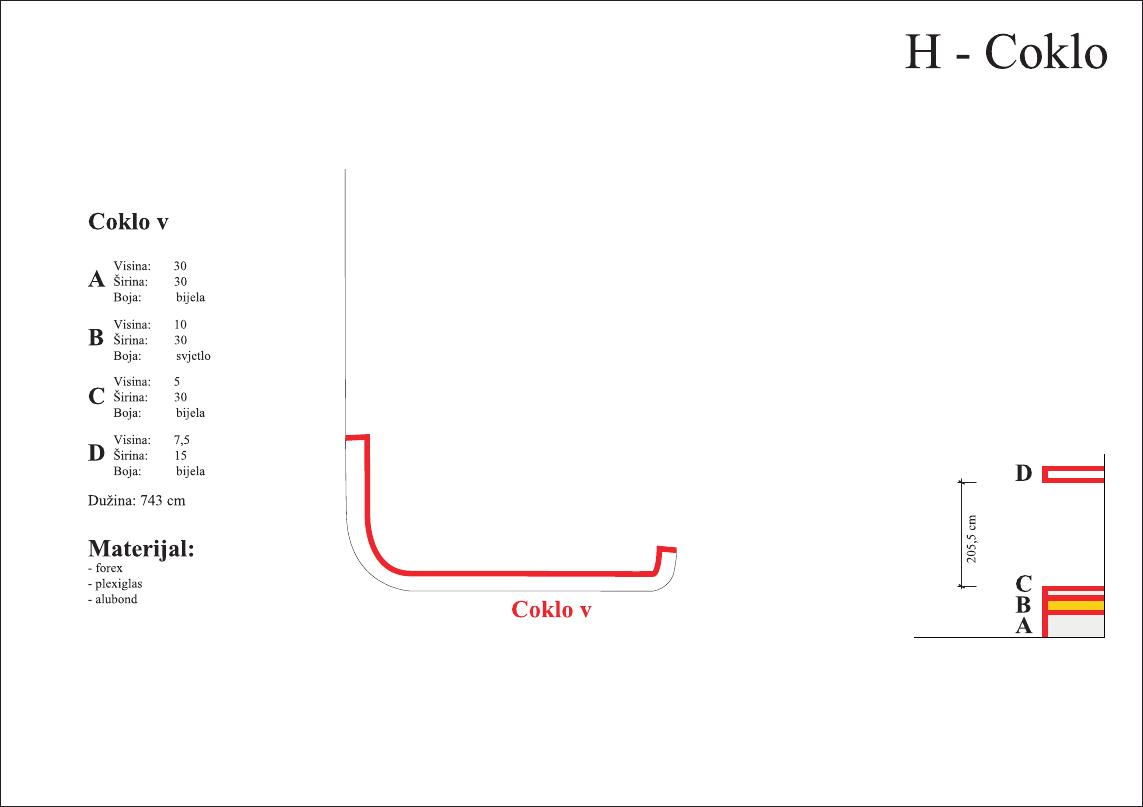 H - Coklo
Coklo v
A
Visina: 30
Širina: 30
Boja: bijela
B
Visina: 10
Širina: 30
Boja: svjetlo
C
Visina: 5
Širina: 30
Boja: bijela
D
Visina: 7,5
Širina: 15
Boja: bijela
Dužina: 743 cm
Materijal:
- forex
- plexiglas
- alubond
Coklo v
D
205,5 cm
C
B
A